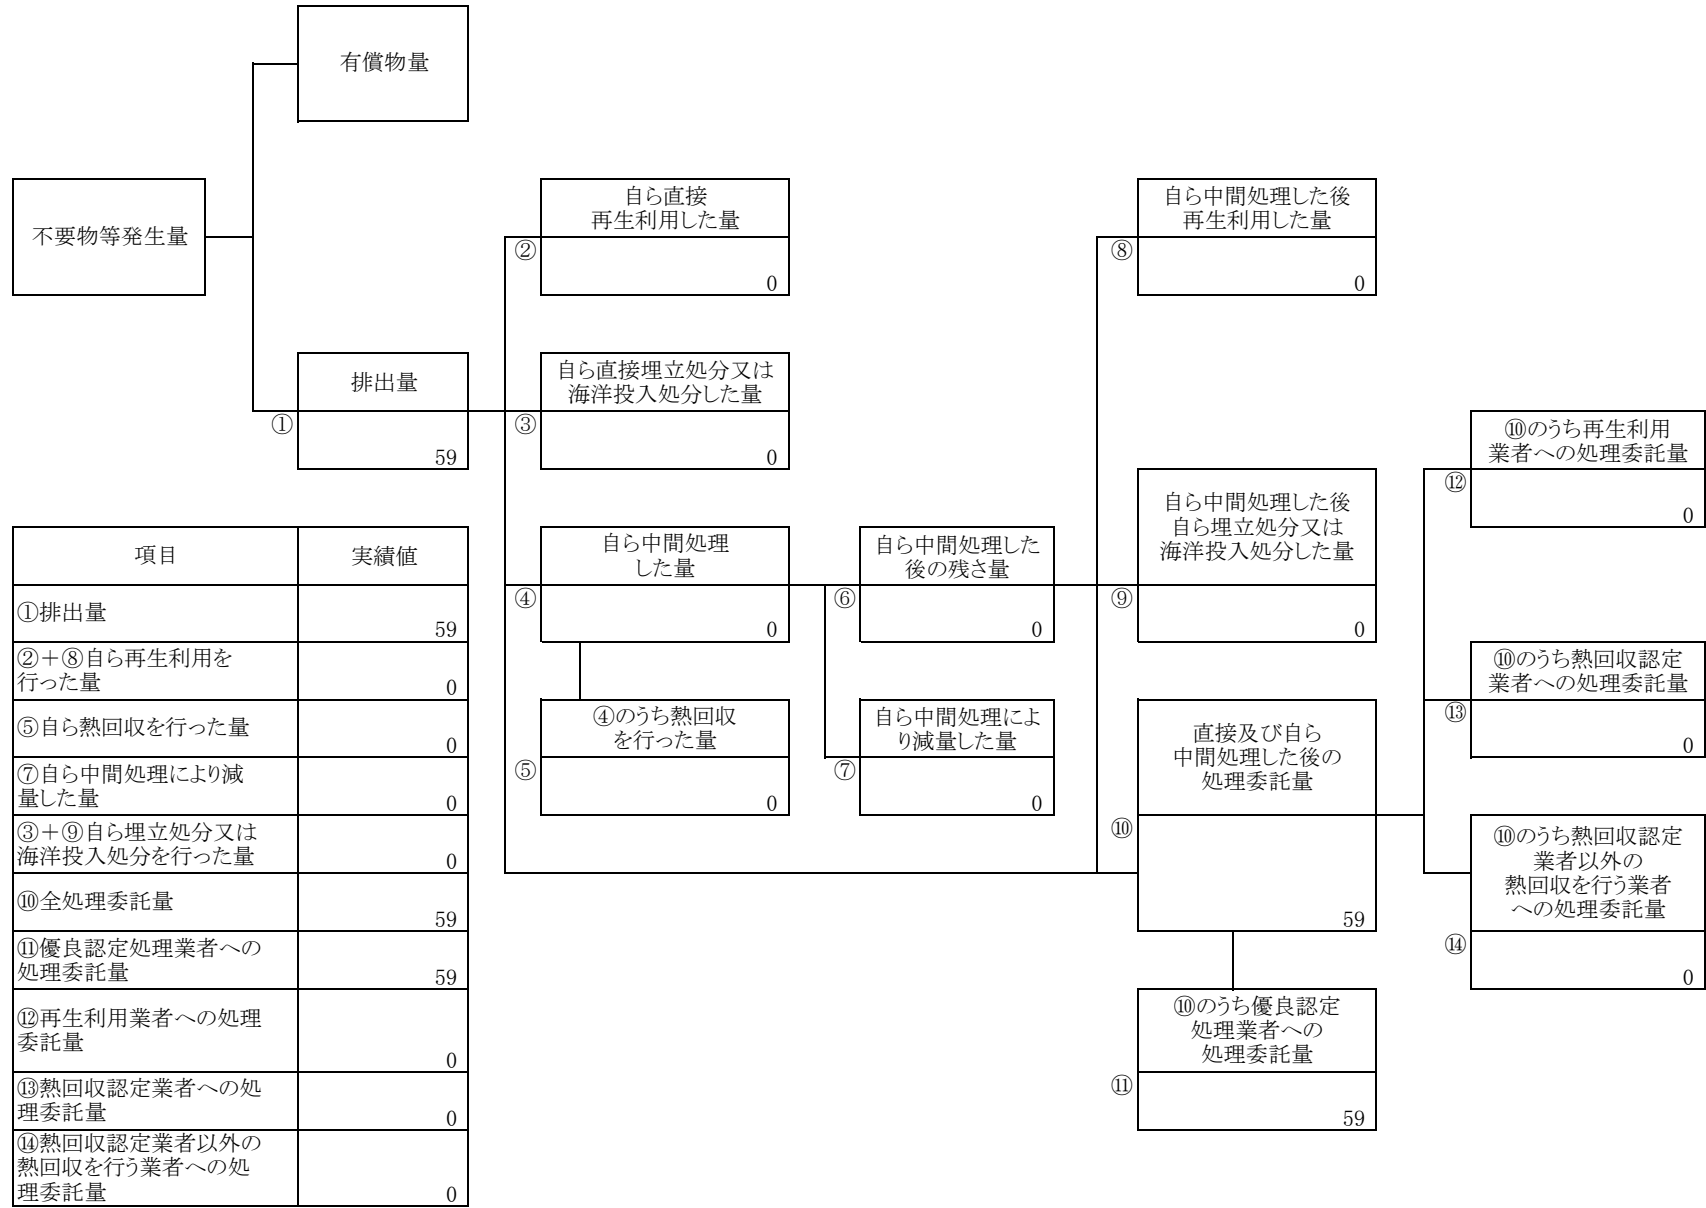 有償物量
不要物等発生量
排出量
①
59
自ら直接
再生利用した量
②
0
自ら直接埋立処分又は
海洋投入処分した量
③
0
自ら中間処理
した量
④
0
④のうち熱回収
を行った量
⑤
0
自ら中間処理した
後の残さ量
⑥
0
自ら中間処理によ
り減量した量
⑦
0
自ら中間処理した後
再生利用した量
⑧
0
自ら中間処理した後
自ら埋立処分又は
海洋投入処分した量
⑨
0
直接及び自ら
中間処理した後の
処理委託量
⑩
59
⑩のうち優良認定
処理業者への
処理委託量
⑪
59
⑩のうち再生利用
業者への処理委託量
⑫
0
⑩のうち熱回収認定
業者への処理委託量
⑬
0
⑩のうち熱回収認定
業者以外の
熱回収を行う業者
への処理委託量
⑭
0
項目 実績値
①排出量
59
②＋⑧自ら再生利用を
行った量
0
⑤自ら熱回収を行った量
0
⑦自ら中間処理により減
量した量
0
③＋⑨自ら埋立処分又は
海洋投入処分を行った量
0
⑩全処理委託量
59
⑪優良認定処理業者への
処理委託量
59
⑫再生利用業者への処理
委託量
0
⑬熱回収認定業者への処
理委託量
0
⑭熱回収認定業者以外の
熱回収を行う業者への処
理委託量
0